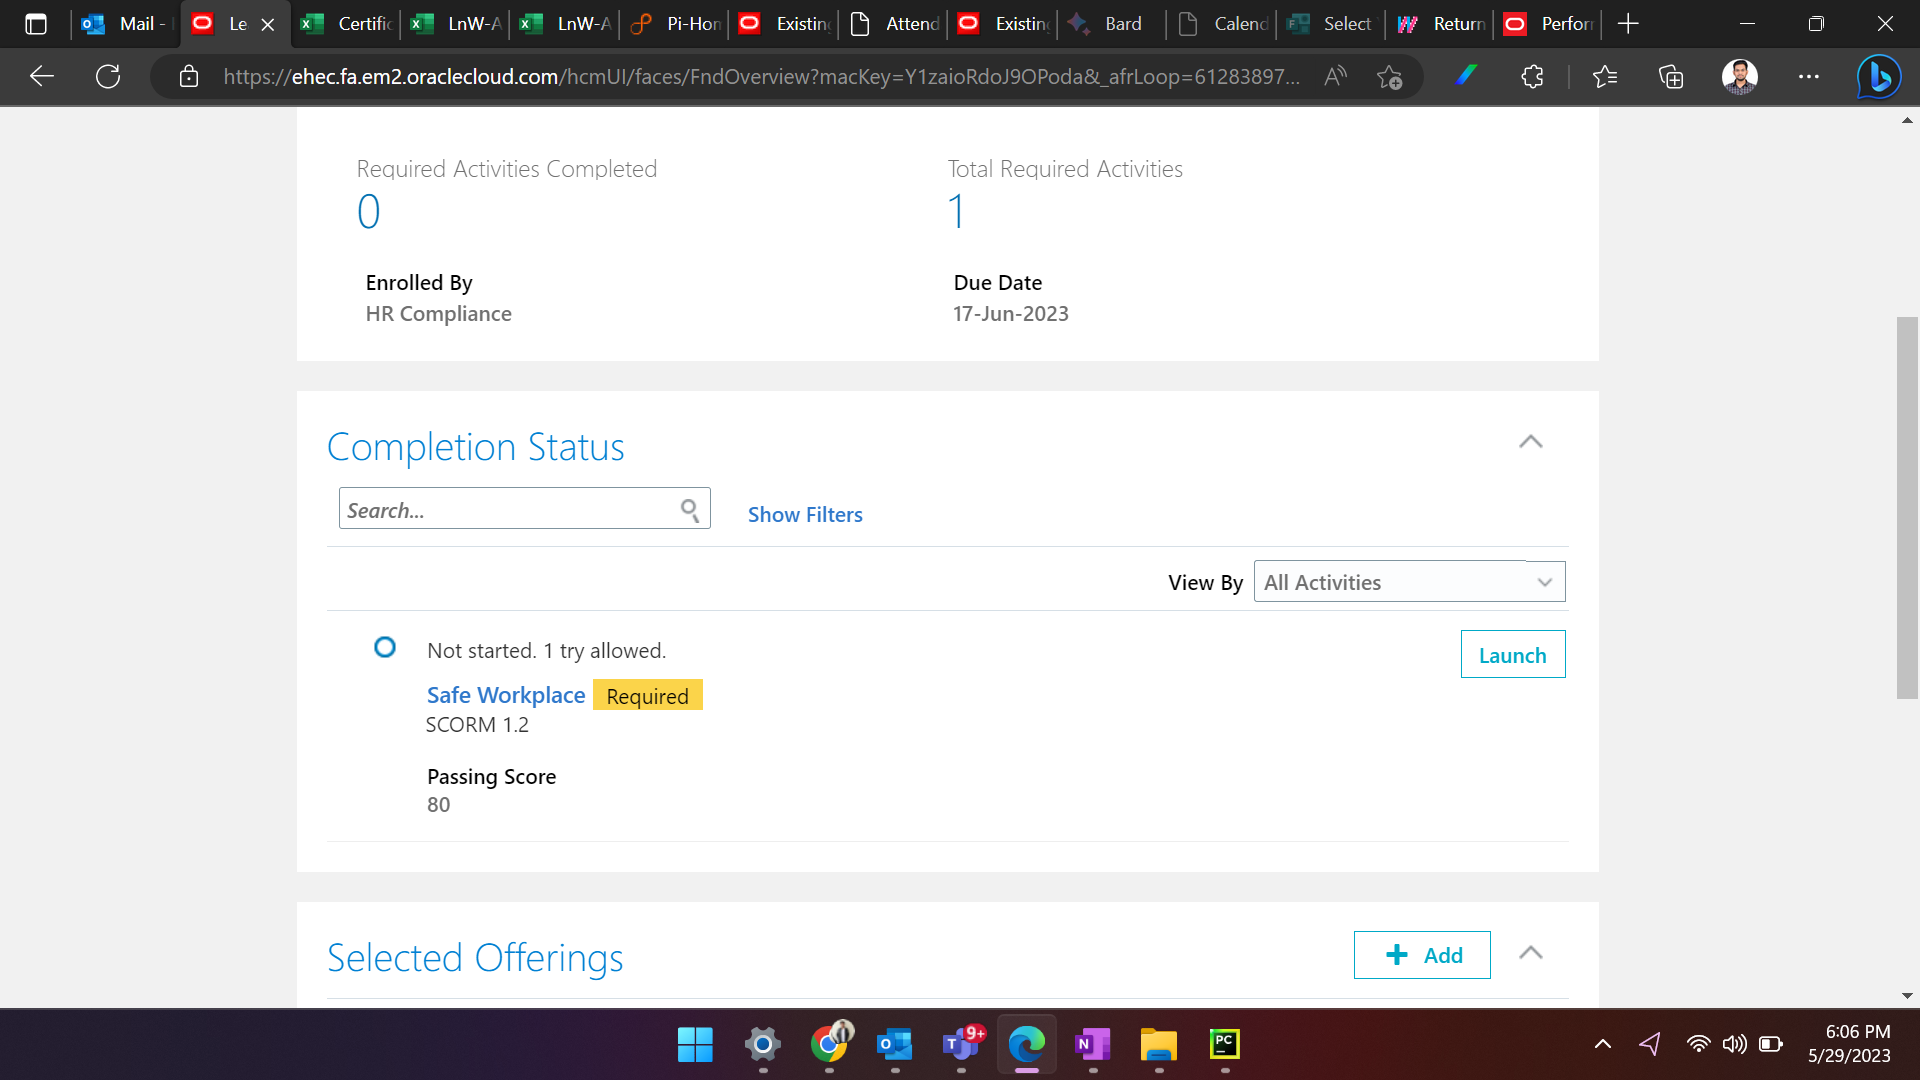 Mail -
Le
Certific
LnW-A
LnW-A
Pi-Hom
Existin
Attend
Existing
Bard
Calend
Select
Return
Perfor
https://ehec.fa.em2.oraclecloud.com/hcmUI/faces/FndOverview?macKey=Y1zaioRdoJ9OPoda&_afrLoop=61283897...
Required Activities Completed
0
Total Required Activities
1
Enrolled By
HR Compliance
Due Date
17-Jun-2023
Completion Status
Search...
Show Filters
View By
All Activities
Not started. 1 try allowed.
Launch
Safe Workplace
Required
SCORM 1.2
Passing Score
80
Selected Offerings
Add
9+
6:06 PM
5/29/2023